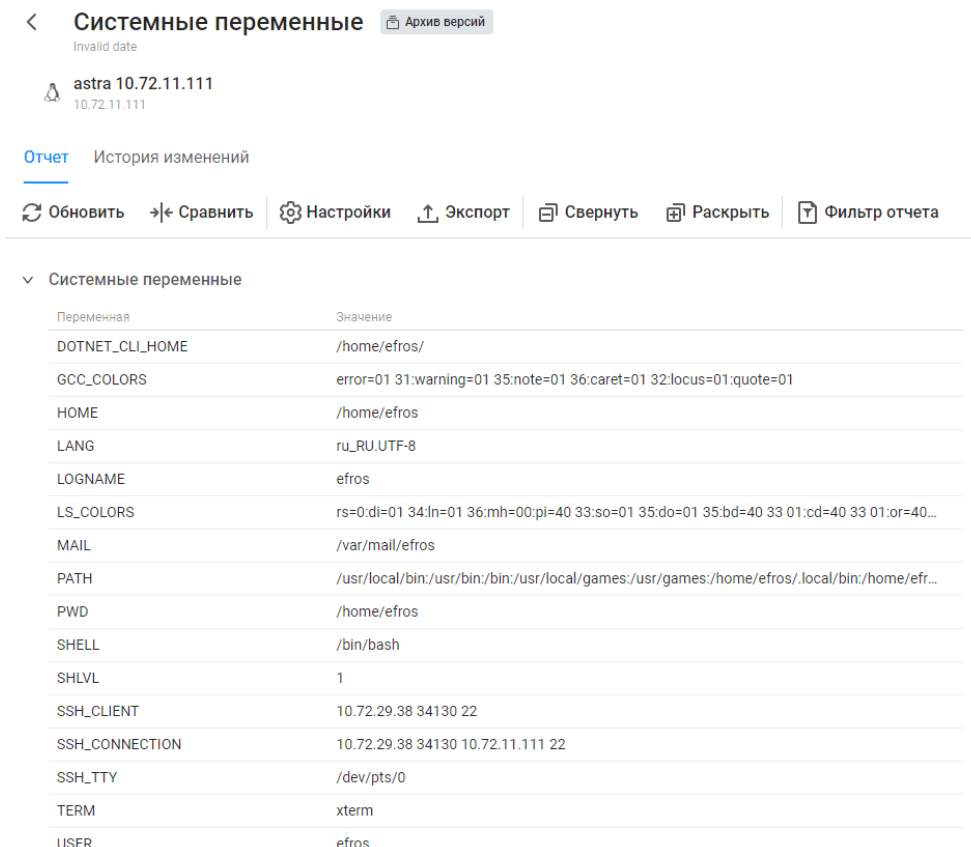 Системные переменные Архив версий
Invalid date
astra 10.72.11.111
10.72.11.111
Отчет История изменений
Обновить Сравнить Настройки Экспорт Свернуть Раскрыть Фильтр отчета
Системные переменные
Переменная Значение
DOTNET_CLI_HOME /home/efros/
GCC_COLORS error=01 31:warning=01 35:note=01 36:caret=01 32:locus=01:quote=01
HOME /home/efros
LANG ru_RU.UTF-8
LOGNAME efros
LS_COLORS rs=0:di=01 34:ln=01 36:mh=00:pi=40 33:so=01 35:do=01 35:bd=40 33 01:cd=40 33 01:or=40...
MAIL /var/mail/efros
PATH /usr/local/bin:/usr/bin:/bin:/usr/local/games:/usr/games:/home/efros/.local/bin:/home/efr...
PWD /home/efros
SHELL /bin/bash
SHLVL 1
SSH_CLIENT 10.72.29.38 34130 22
SSH_CONNECTION 10.72.29.38 34130 10.72.11.111 22
SSH_TTY /dev/pts/0
TERM xterm
USER efros